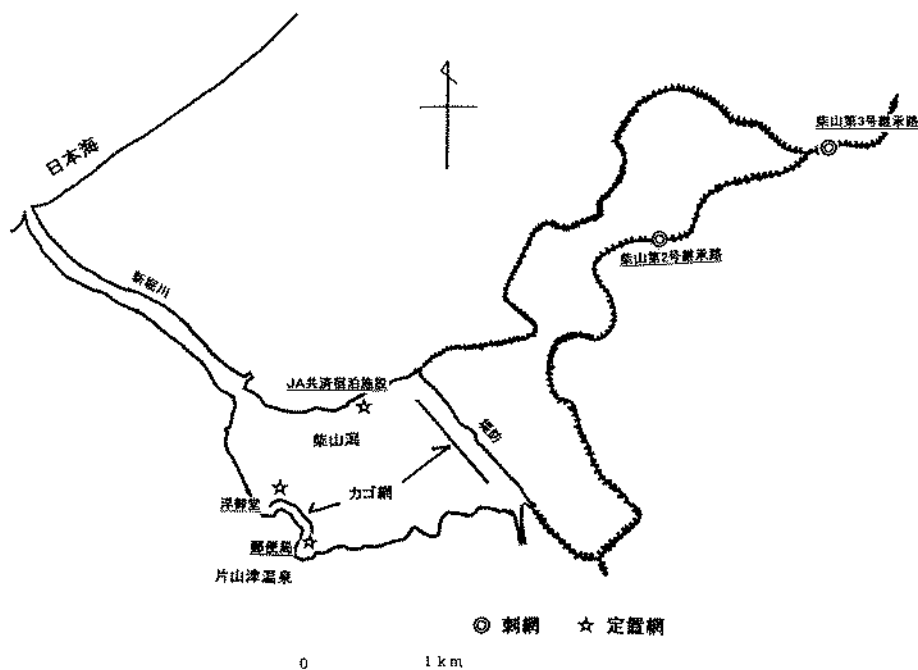 日本海
柴山第3号継承路
柴山第2号継承路
新堀川
JA共済宿泊施設
柴山潟
堤防
カゴ網
浮御堂
郵便局
片山津温泉
◎ 刺網 ☆ 定置網
0 1km